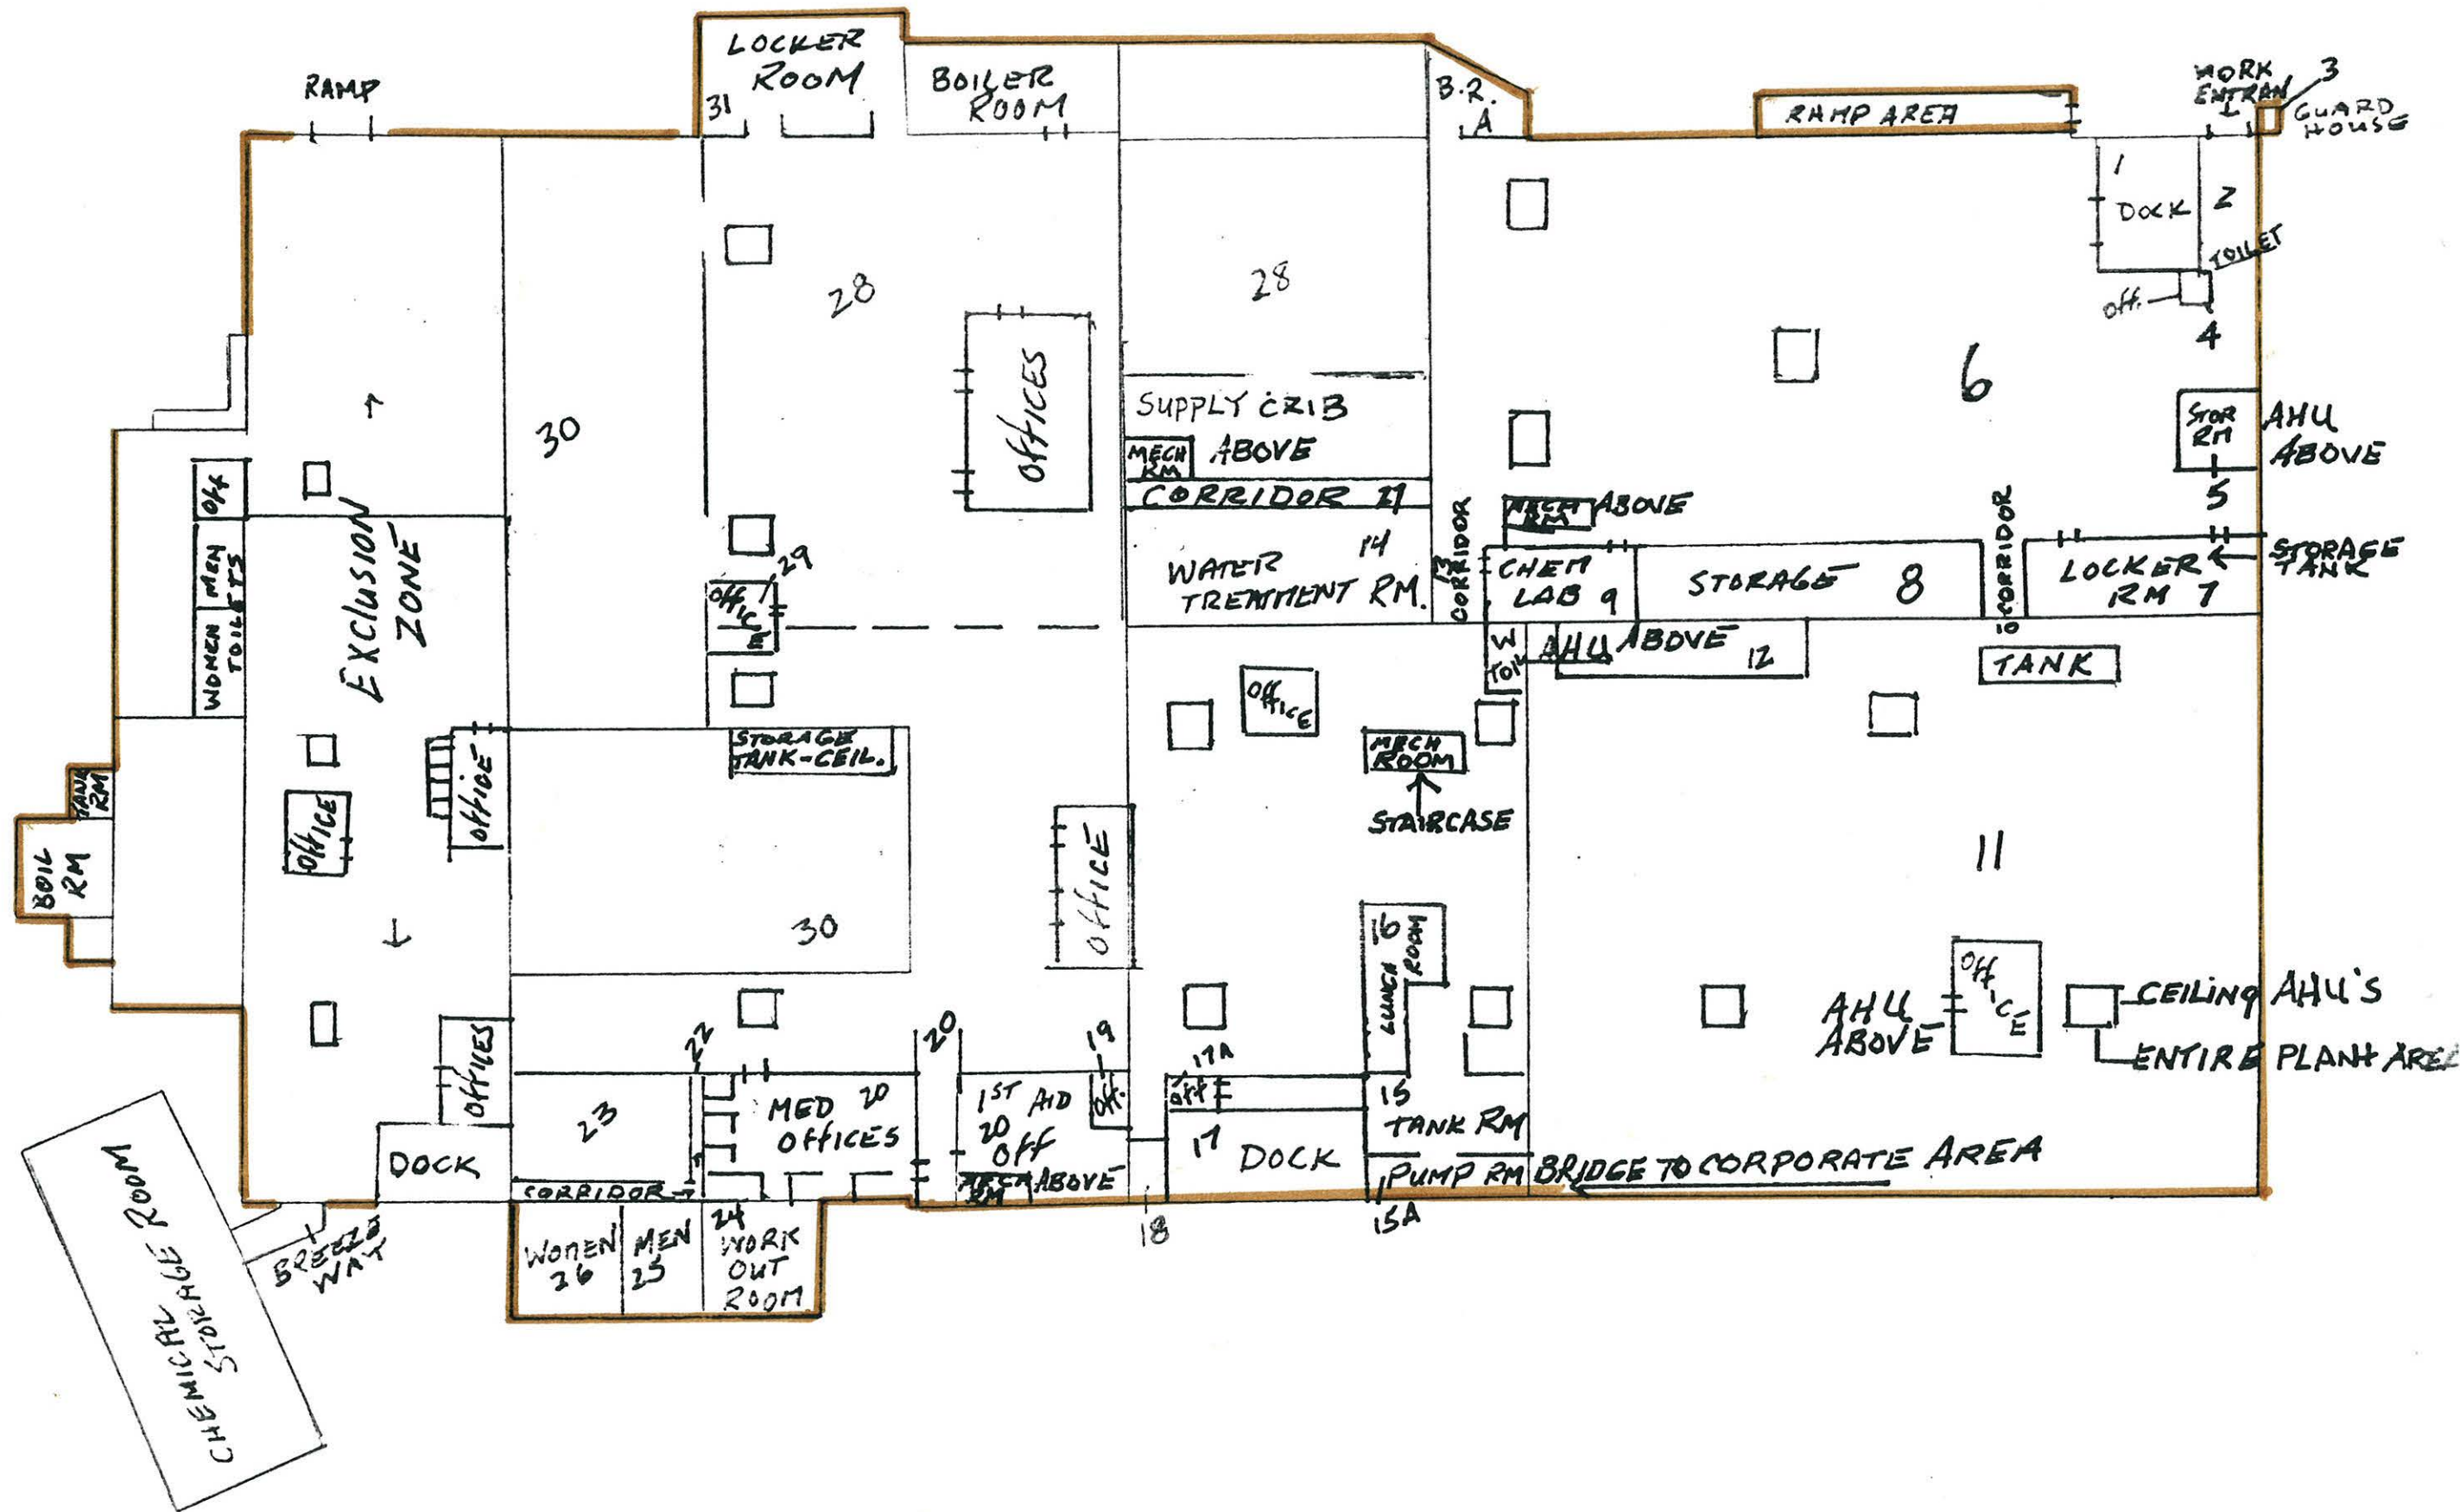 LOCKER
ROOM
31
BOILER
ROOM
RAMP
B.R.
A
RAMP AREA
WORK
ENTRAN
3
GUARD
HOUSE
1
DOCK
2
TOILET
Off.
4
28
28
6
OFFICES
SUPPLY CRIB
ABOVE
MECH
RM
CORRIDOR 27
STOR
RM
AHU
ABOVE
5
30
OFF
MEN
WOMEN
TOILETS
EXCLUSION
ZONE
29
OFFICE
WATER 14
TREATMENT RM.
13
CORRIDOR
MECH
RM
ABOVE
CHEM
LAB 9
STORAGE 8
CORRIDOR
10
LOCKER
RM 7
STORAGE
TANK
W
TOIL
AHU ABOVE 12
TANK
OFFICE
MECH
ROOM
STAIRCASE
STORAGE
TANK-CEIL.
OFFICE
OFFICE
TANK
RM
BOIL
RM
OFFICE
30
11
16
LUNCH
ROOM
OFFICE
AHU
ABOVE
CEILING AHU'S
ENTIRE PLANT AREA
OFFICES
22
20
19
17A
23
MED 20
OFFICES
1ST AID
20
OFF
Off.
Off
15
TANK RM
DOCK
CORRIDOR
MECH
RM
ABOVE
17
DOCK
PUMP RM
BRIDGE TO CORPORATE AREA
15A
18
BREEZE
WAY
WOMEN
26
MEN
25
24
WORK
OUT
ROOM
CHEMICAL
STORAGE ROOM